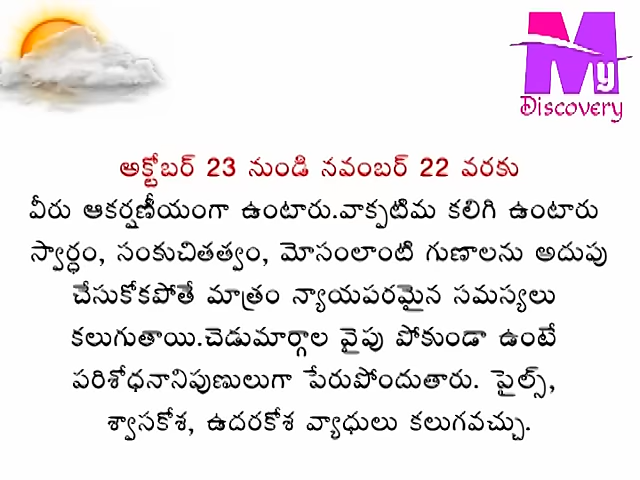 My
Discovery
అక్టోబర్ 23 నుండి నవంబర్ 22 వరకు
వీరు ఆకర్షణీయంగా ఉంటారు.వాక్పటిమ కలిగి ఉంటారు
స్వార్ధం, సంకుచితత్వం, మోసంలాంటి గుణాలను అదుపు
చేసుకోకపోతే మాత్రం న్యాయపరమైన సమస్యలు
కలుగుతాయి.చెడుమార్గాల వైపు పోకుండా ఉంటే
పరిశోధనానిపుణులుగా పేరుపొందుతారు. పైల్స్,
శ్వాసకోశ, ఉదరకోశ వ్యాధులు కలుగవచ్చు.